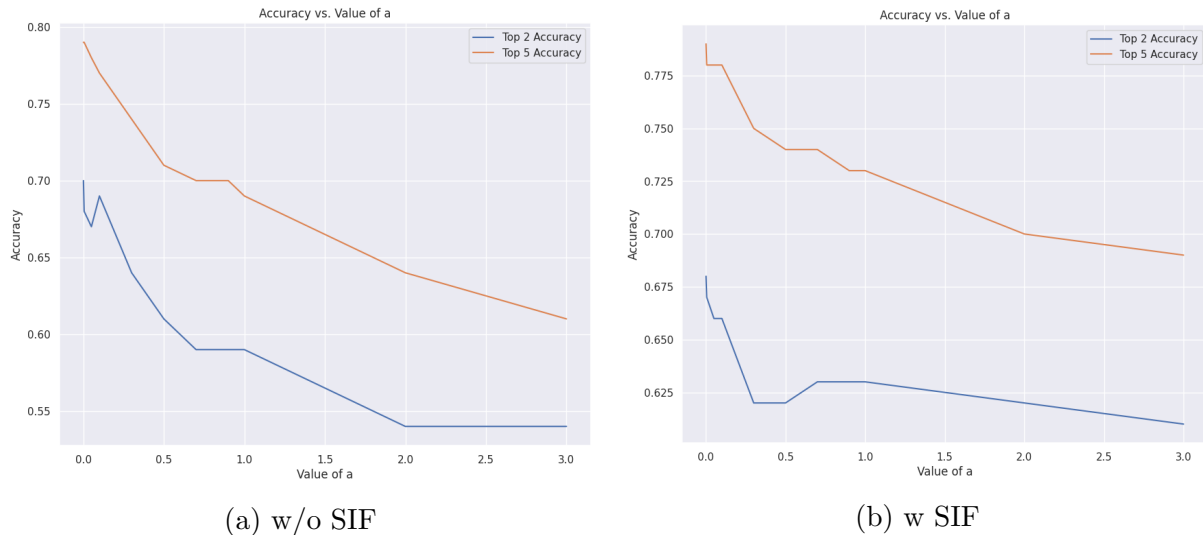 Accuracy vs. Value of a
Top 2 Accuracy
Top 5 Accuracy
0.80
0.75
0.70
0.65
0.60
0.55
Accuracy
0.0 0.5 1.0 1.5 2.0 2.5 3.0
Value of a
(a) w/o SIF
Accuracy vs. Value of a
Top 2 Accuracy
Top 5 Accuracy
0.775
0.750
0.725
0.700
0.675
0.650
0.625
Accuracy
0.0 0.5 1.0 1.5 2.0 2.5 3.0
Value of a
(b) w SIF